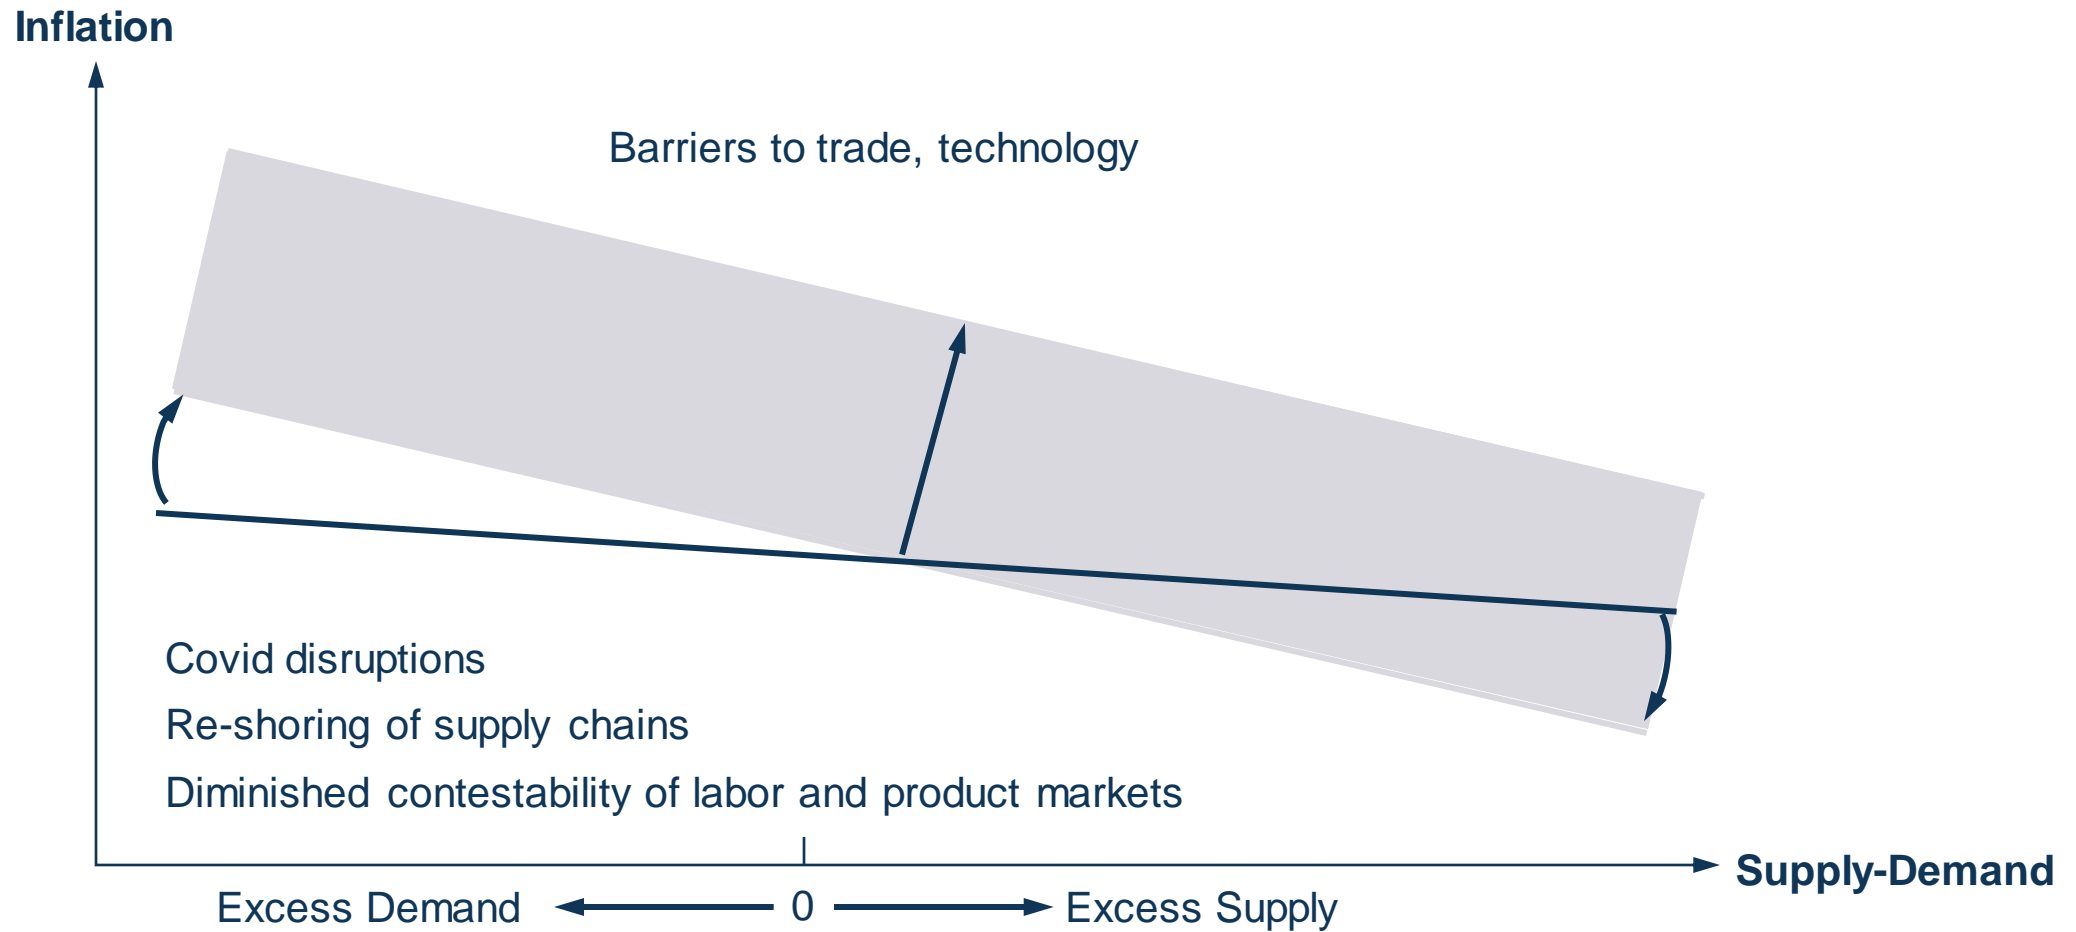 Inflation
Barriers to trade, technology
Covid disruptions
Re-shoring of supply chains
Diminished contestability of labor and product markets
Supply-Demand
Excess Demand 0 Excess Supply